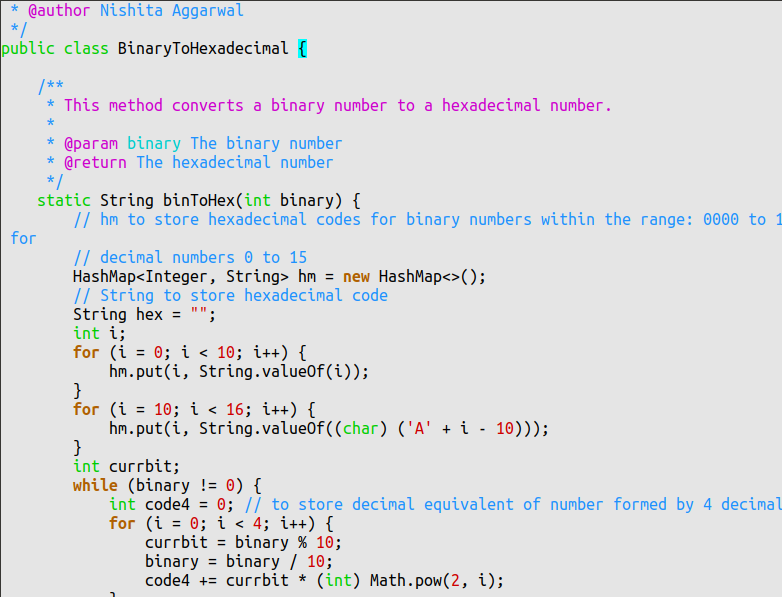 * @author Nishita Aggarwal
*/
public class BinaryToHexadecimal {
/**
* This method converts a binary number to a hexadecimal number.
*
* @param binary The binary number
* @return The hexadecimal number
*/
static String binToHex(int binary) {
// hm to store hexadecimal codes for binary numbers within the range: 0000 to 1
for
// decimal numbers 0 to 15
HashMap<Integer, String> hm = new HashMap<>();
// String to store hexadecimal code
String hex = "";
int i;
for (i = 0; i < 10; i++) {
hm.put(i, String.valueOf(i));
}
for (i = 10; i < 16; i++) {
hm.put(i, String.valueOf((char) ('A' + i - 10)));
}
int currbit;
while (binary != 0) {
int code4 = 0; // to store decimal equivalent of number formed by 4 decimal
for (i = 0; i < 4; i++) {
currbit = binary % 10;
binary = binary / 10;
code4 += currbit * (int) Math.pow(2, i);
}